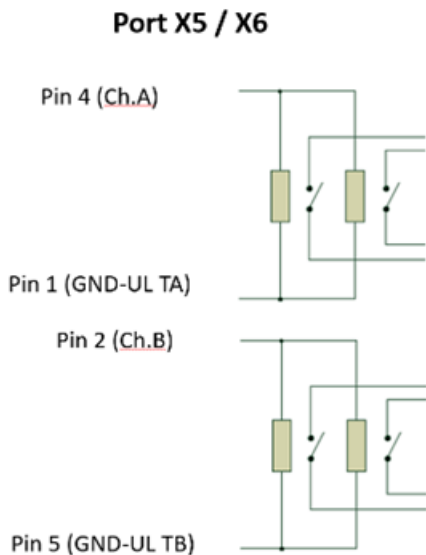 Port X5 / X6
Pin 4 (Ch.A)
Pin 1 (GND-UL TA)
Pin 2 (Ch.B)
Pin 5 (GND-UL TB)